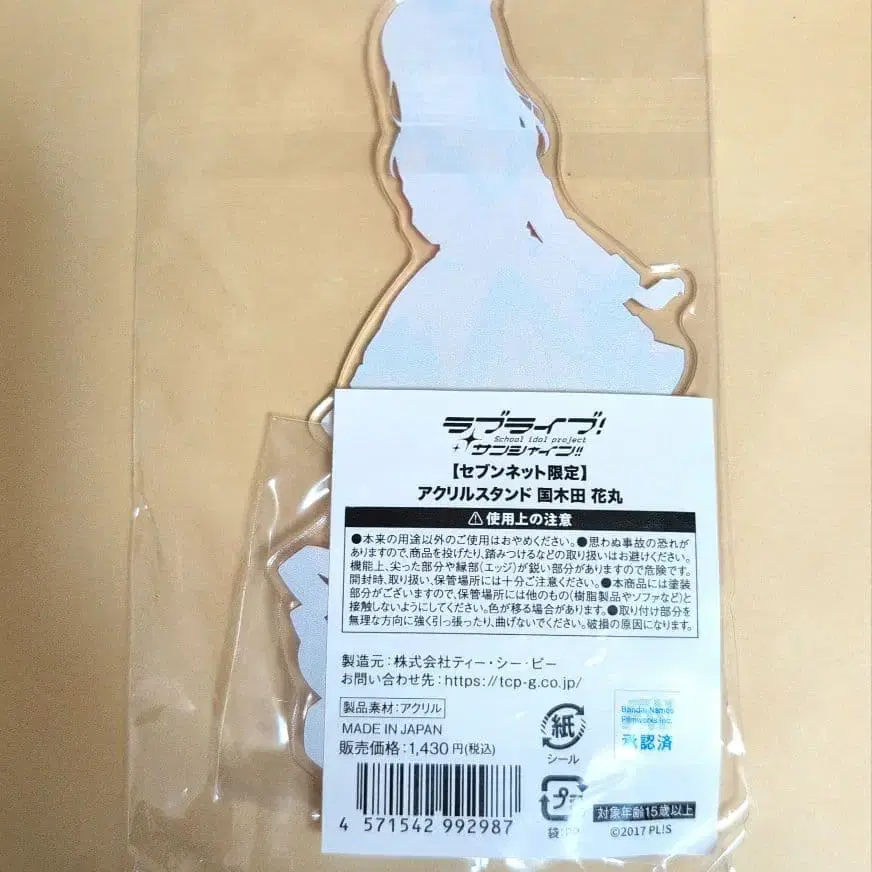 ラブライブ!
School idol project
サンシャイン!!
【セブンネット限定】
アクリルスタンド 国木田 花丸
⚠使用上の注意
●本来の用途以外のご使用はおやめください。●思わぬ事故の恐れが
ありますので、商品を投げたり、踏みつけるなどの取り扱いはお避けください。
機能上、尖った部分や縁部(エッジ)が鋭い部分がありますので危険です。
開封時、取り扱い、保管場所には十分ご注意ください。●本商品には塗装
部分がございますので、保管場所には他のもの(樹脂製品やソファなど)と
接触しないようにしてください。色が移る場合があります。●取り付け部分を
無理な方向に強く引っ張ったり、曲げないでください。破損の原因になります。
製造元:株式会社ティー・シー・ピー
お問い合わせ先:https://tcp-g.co.jp/
製品素材:アクリル
MADE IN JAPAN
販売価格:1,430円(税込)
4 571542 992987
紙
シール
プラ
袋:PP
Bandai Namco
Filmworks Inc.
承認済
対象年齢15歳以上
©2017 PL!S